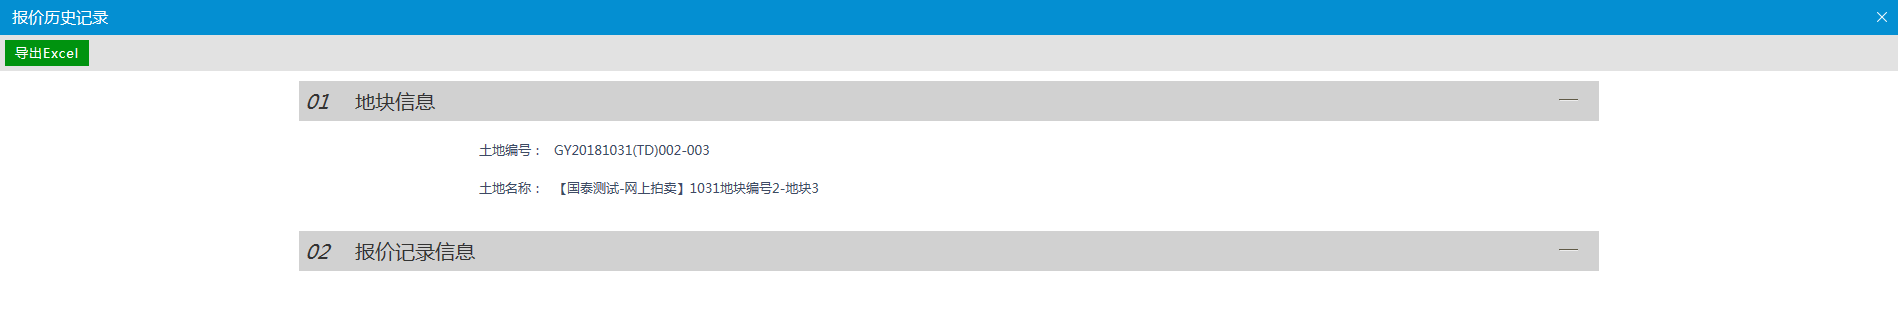 报价历史记录
导出Excel
01 地块信息
土地编号： GY20181031(TD)002-003
土地名称： 【国泰测试-网上拍卖】1031地块编号2-地块3
02 报价记录信息